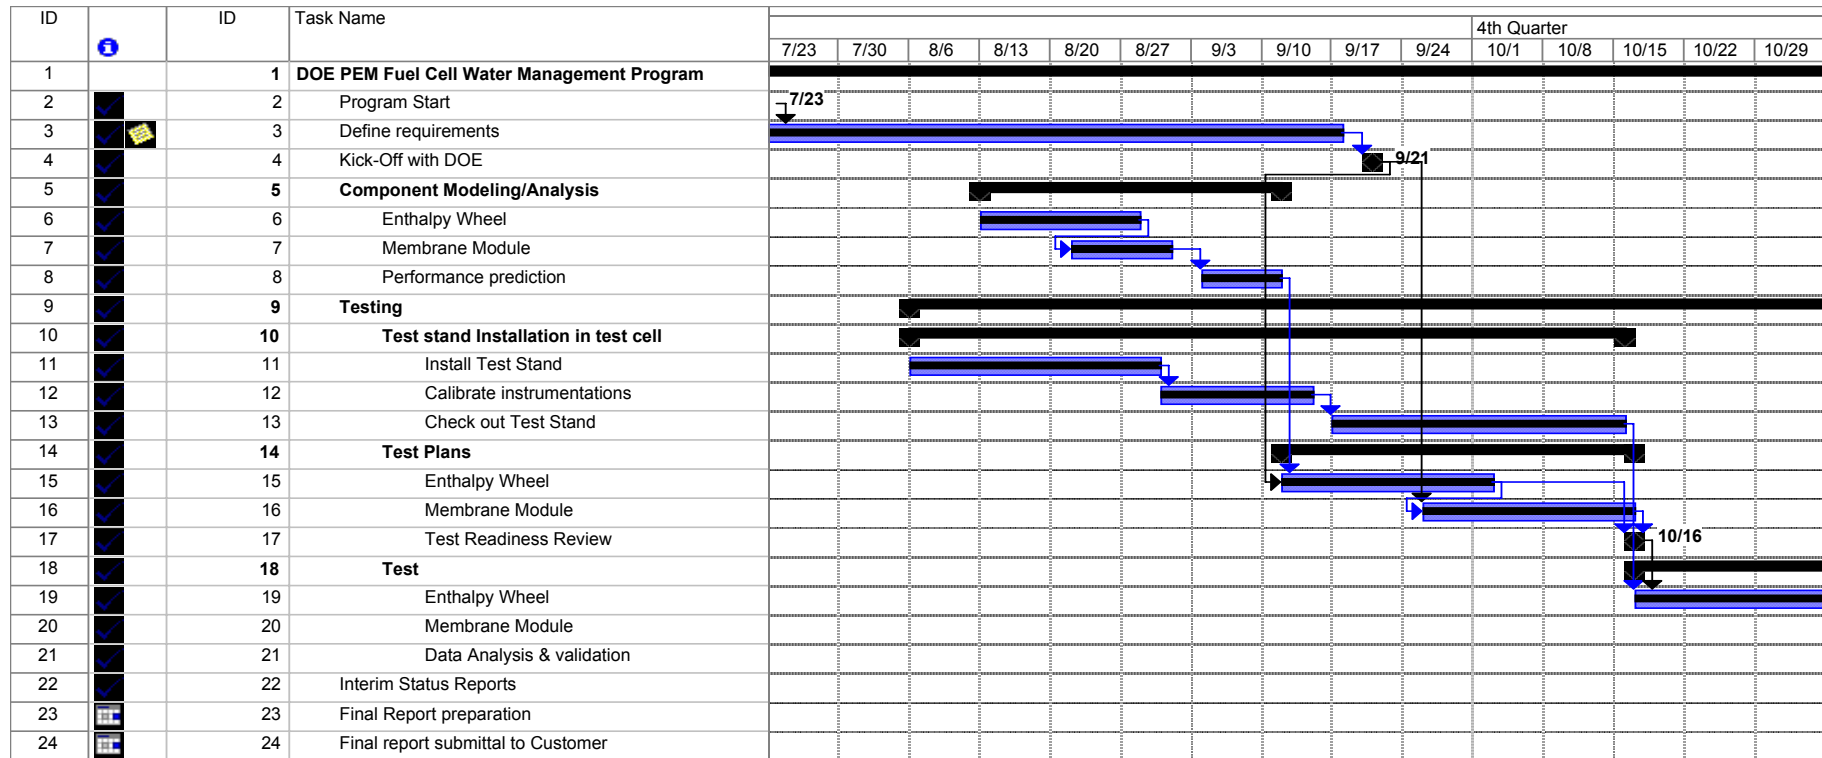 ID ID Task Name
4th Quarter
7/23 7/30 8/6 8/13 8/20 8/27 9/3 9/10 9/17 9/24 10/1 10/8 10/15 10/22 10/29
1 1 DOE PEM Fuel Cell Water Management Program
2 2 Program Start 7/23
3 3 Define requirements
4 4 Kick-Off with DOE 9/21
5 5 Component Modeling/Analysis
6 6 Enthalpy Wheel
7 7 Membrane Module
8 8 Performance prediction
9 9 Testing
10 10 Test stand Installation in test cell
11 11 Install Test Stand
12 12 Calibrate instrumentations
13 13 Check out Test Stand
14 14 Test Plans
15 15 Enthalpy Wheel
16 16 Membrane Module
17 17 Test Readiness Review 10/16
18 18 Test
19 19 Enthalpy Wheel
20 20 Membrane Module
21 21 Data Analysis & validation
22 22 Interim Status Reports
23 23 Final Report preparation
24 24 Final report submittal to Customer